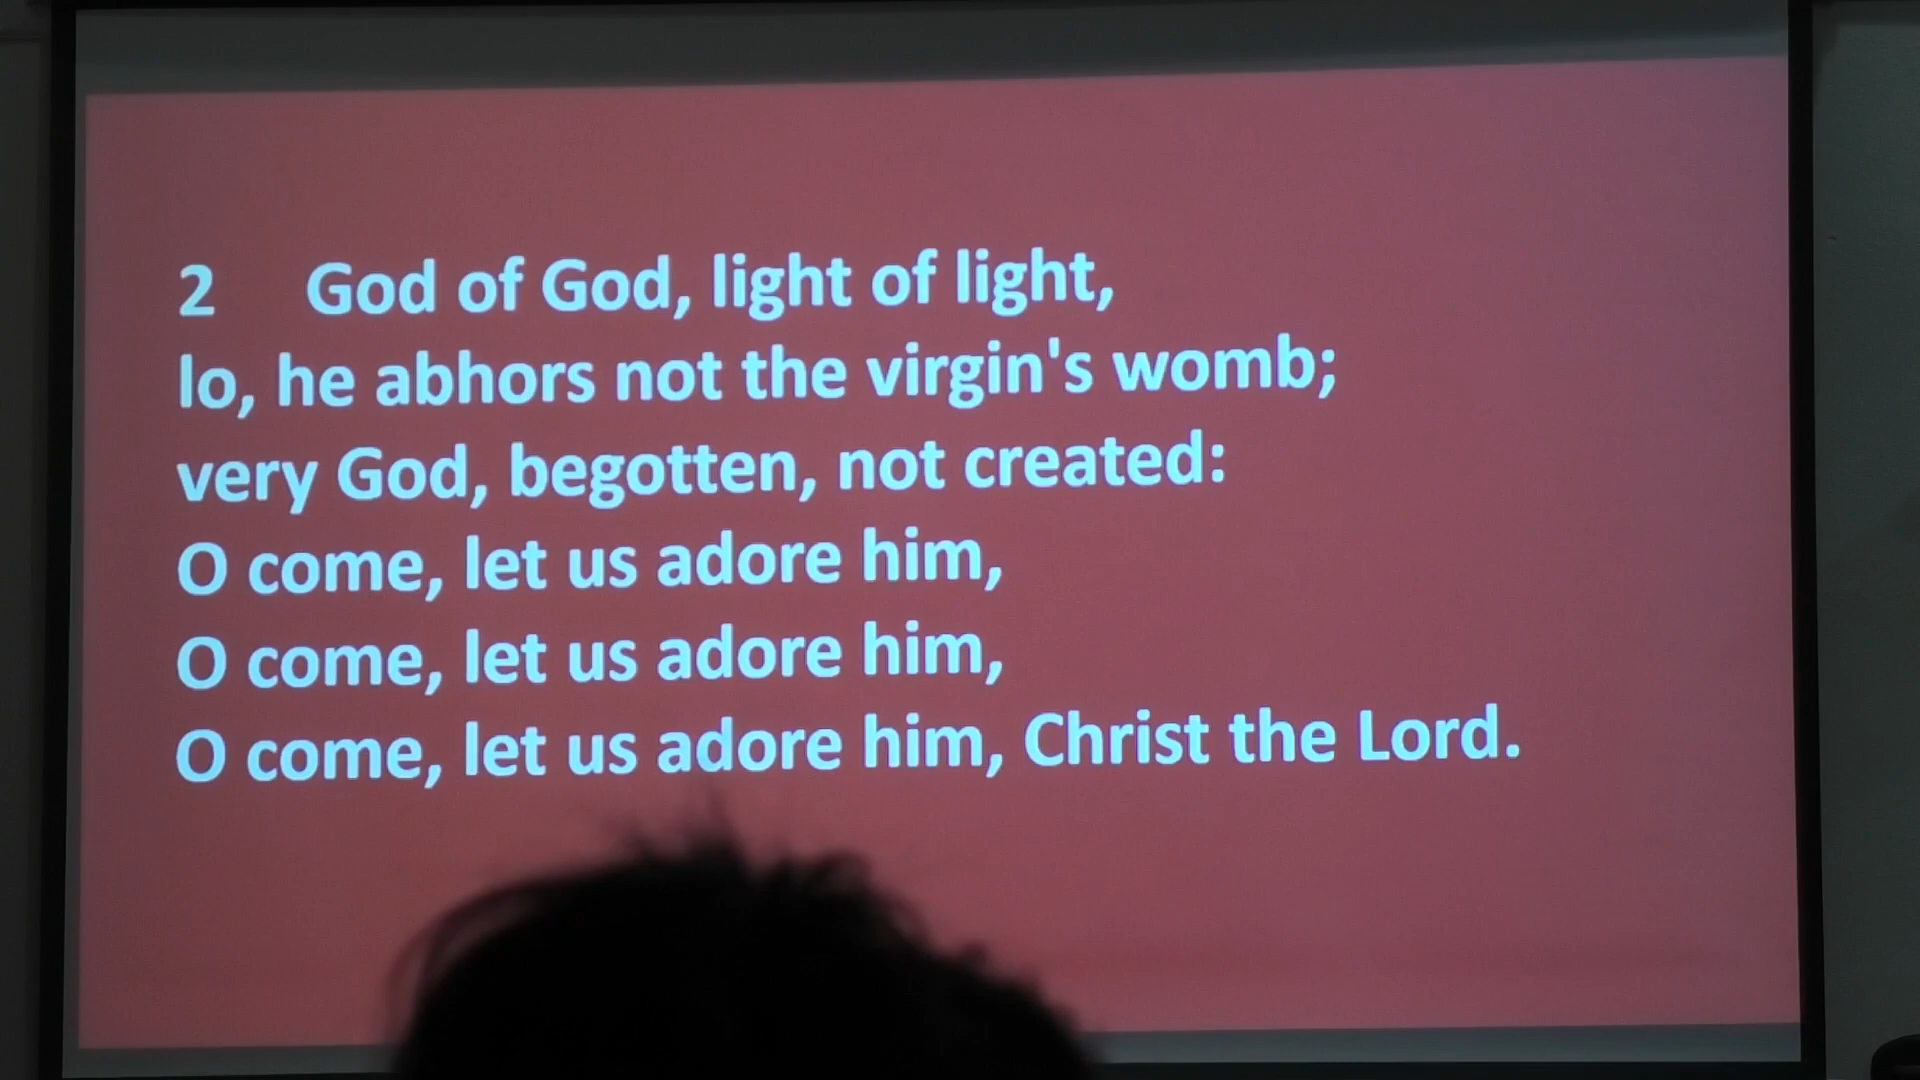 2 God of God, light of light,
lo, he abhors not the virgin's womb;
very God, begotten, not created:
O come, let us adore him,
O come, let us adore him,
O come, let us adore him, Christ the Lord.